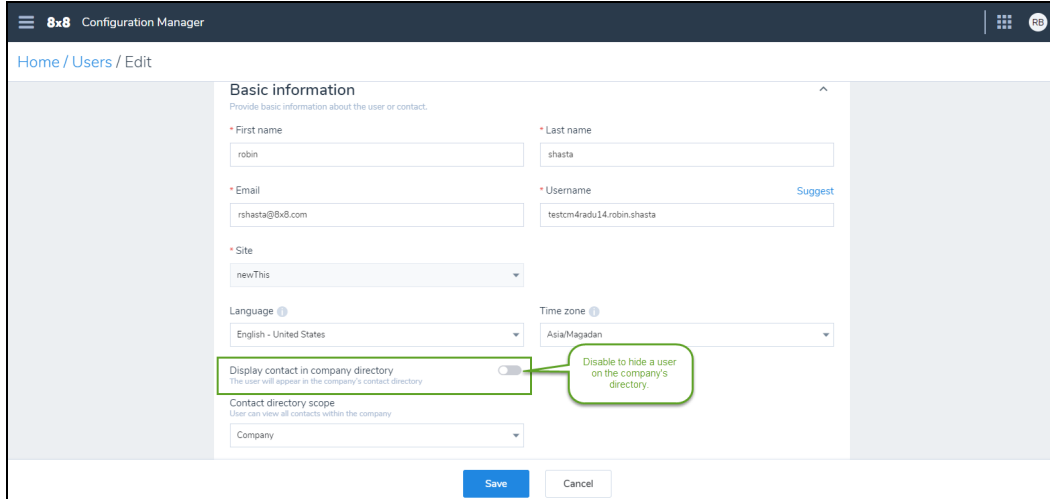 8x8 Configuration Manager
RB
Home / Users / Edit
Basic information
Provide basic information about the user or contact.
* First name
* Last name
robin
shasta
* Email
* Username
Suggest
rshasta@8x8.com
testcm4radu14.robin.shasta
* Site
newThis
Language i
Time zone i
English - United States
Asia/Magadan
Display contact in company directory
The user will appear in the company's contact directory
Disable to hide a user
on the company's
directory.
Contact directory scope
User can view all contacts within the company
Company
Save
Cancel